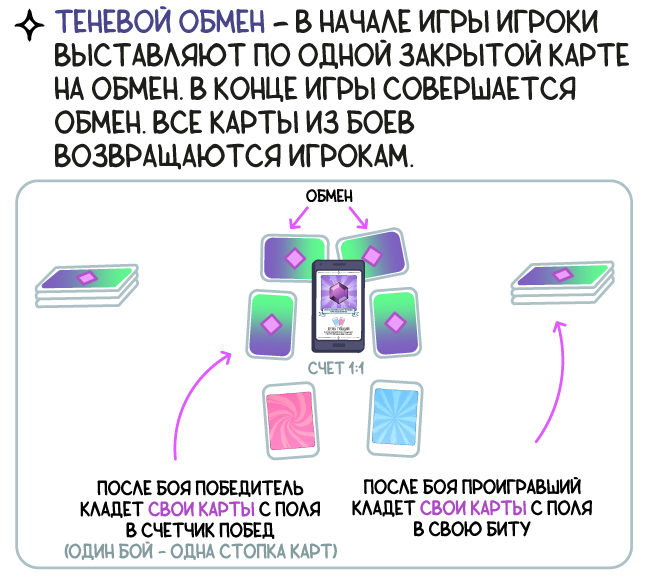 ТЕНЕВОЙ ОБМЕН – В НАЧАЛЕ ИГРЫ ИГРОКИ
ВЫСТАВЛЯЮТ ПО ОДНОЙ ЗАКРЫТОЙ КАРТЕ
НА ОБМЕН. В КОНЦЕ ИГРЫ СОВЕРШАЕТСЯ
ОБМЕН. ВСЕ КАРТЫ ИЗ БОЕВ
ВОЗВРАЩАЮТСЯ ИГРОКАМ.
ОБМЕН
СЧЕТ 1:1
ПОСЛЕ БОЯ ПОБЕДИТЕЛЬ
КЛАДЕТ СВОИ КАРТЫ С ПОЛЯ
В СЧЕТЧИК ПОБЕД
(ОДИН БОЙ - ОДНА СТОПКА КАРТ)
ПОСЛЕ БОЯ ПРОИГРАВШИЙ
КЛАДЕТ СВОИ КАРТЫ С ПОЛЯ
В СВОЮ БИТУ